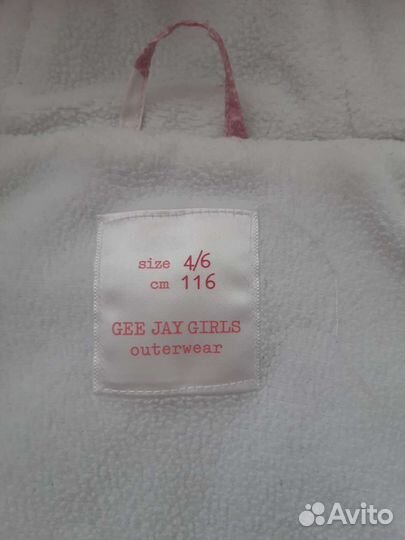 size 4/6
cm 116
GEE JAY GIRLS
outerwear
Avito